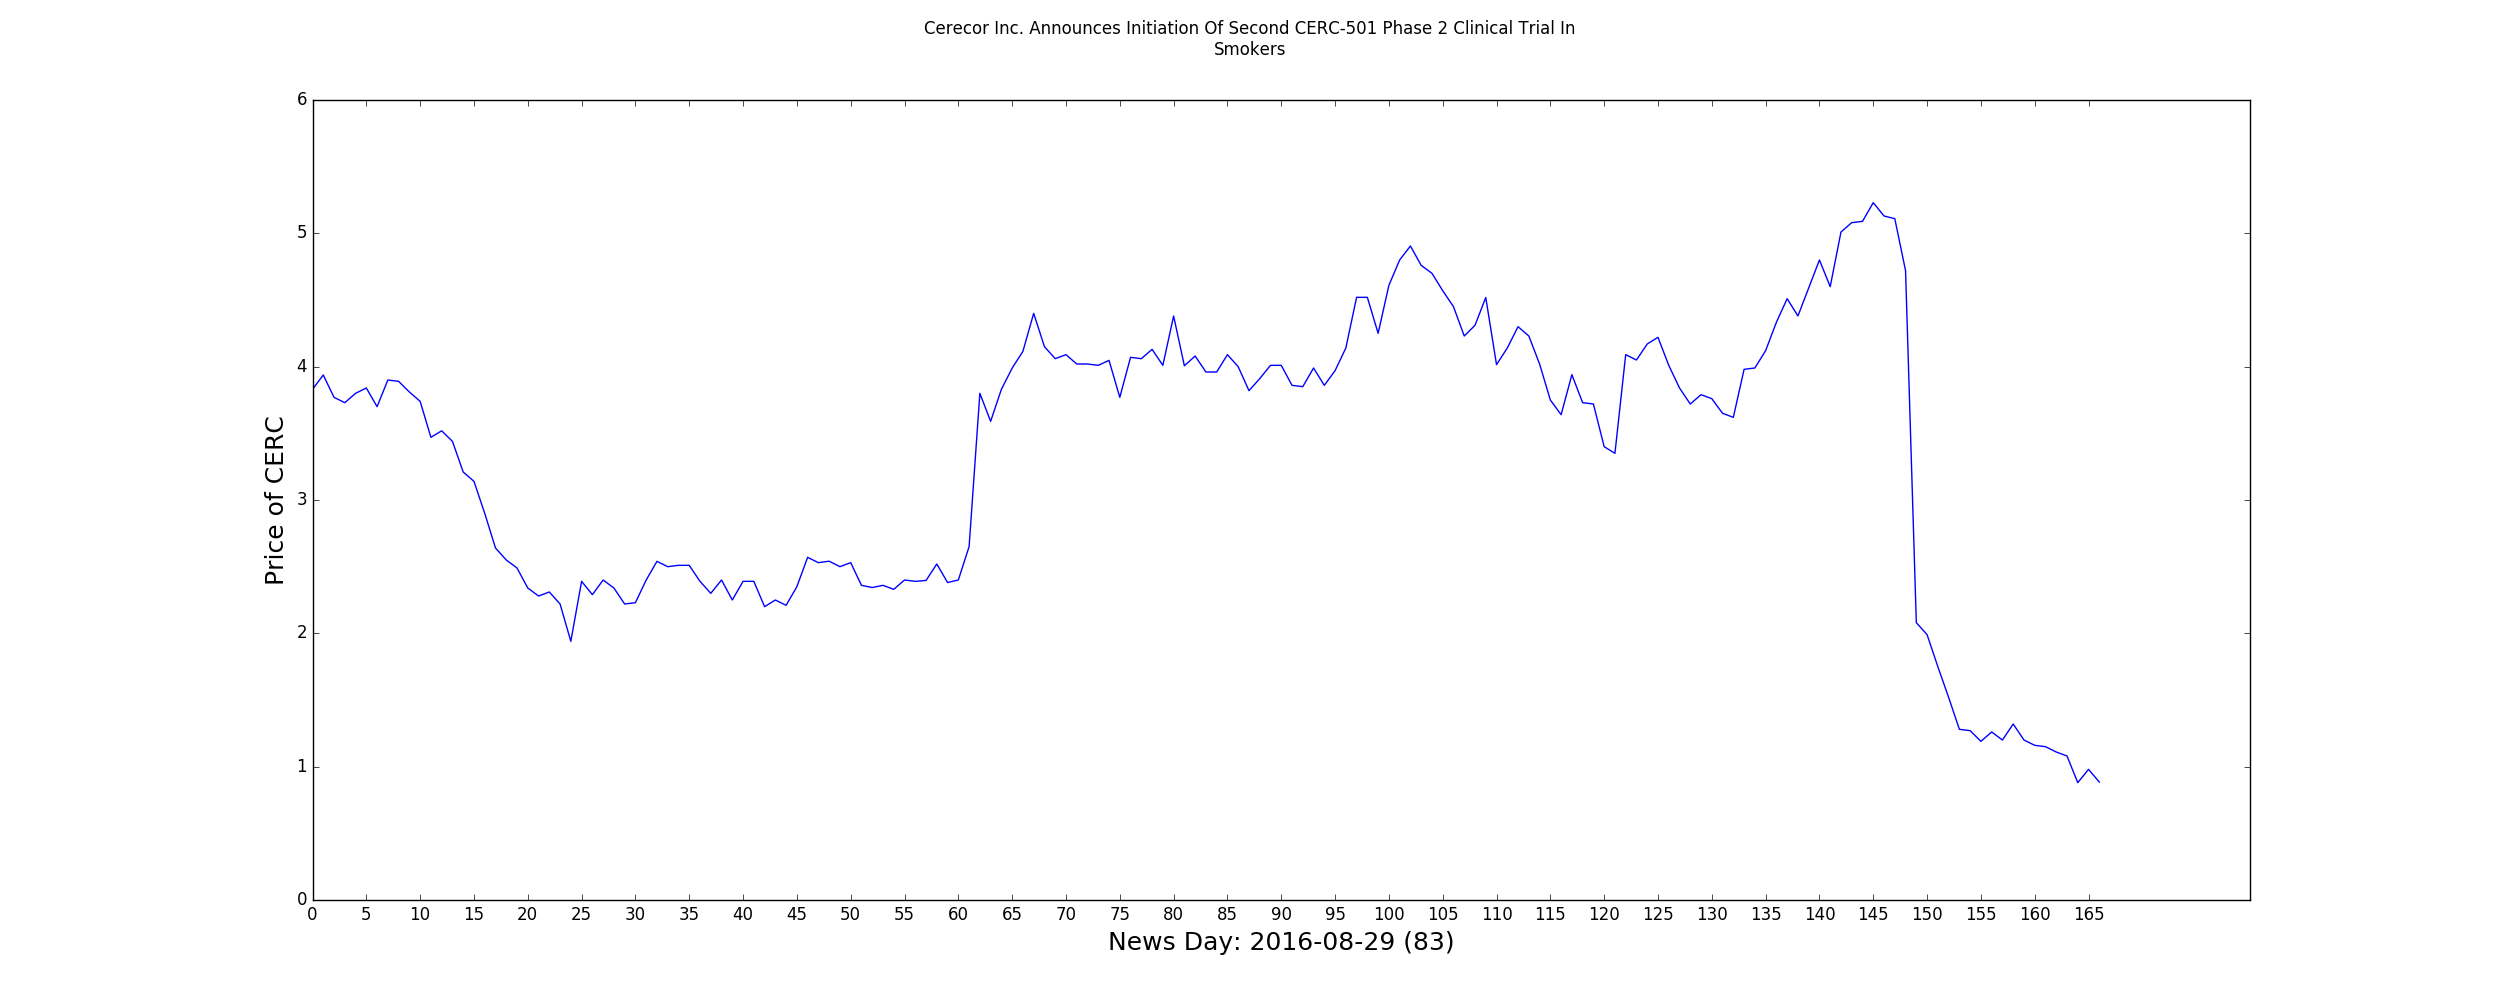 Cerecor Inc. Announces Initiation Of Second CERC-501 Phase 2 Clinical Trial In
Smokers
6
5
4
3
2
1
0
Price of CERC
0 5 10 15 20 25 30 35 40 45 50 55 60 65 70 75 80 85 90 95 100 105 110 115 120 125 130 135 140 145 150 155 160 165
News Day: 2016-08-29 (83)